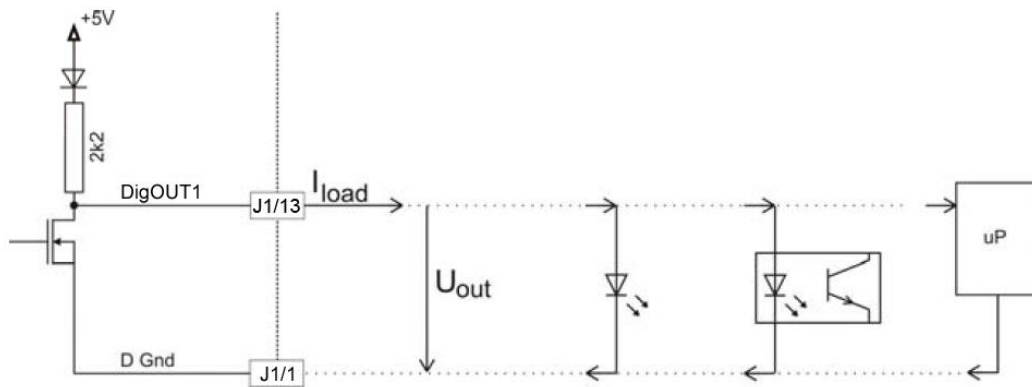 +5V
2k2
DigOUT1
J1/13
Iload
uP
Uout
D Gnd
J1/1